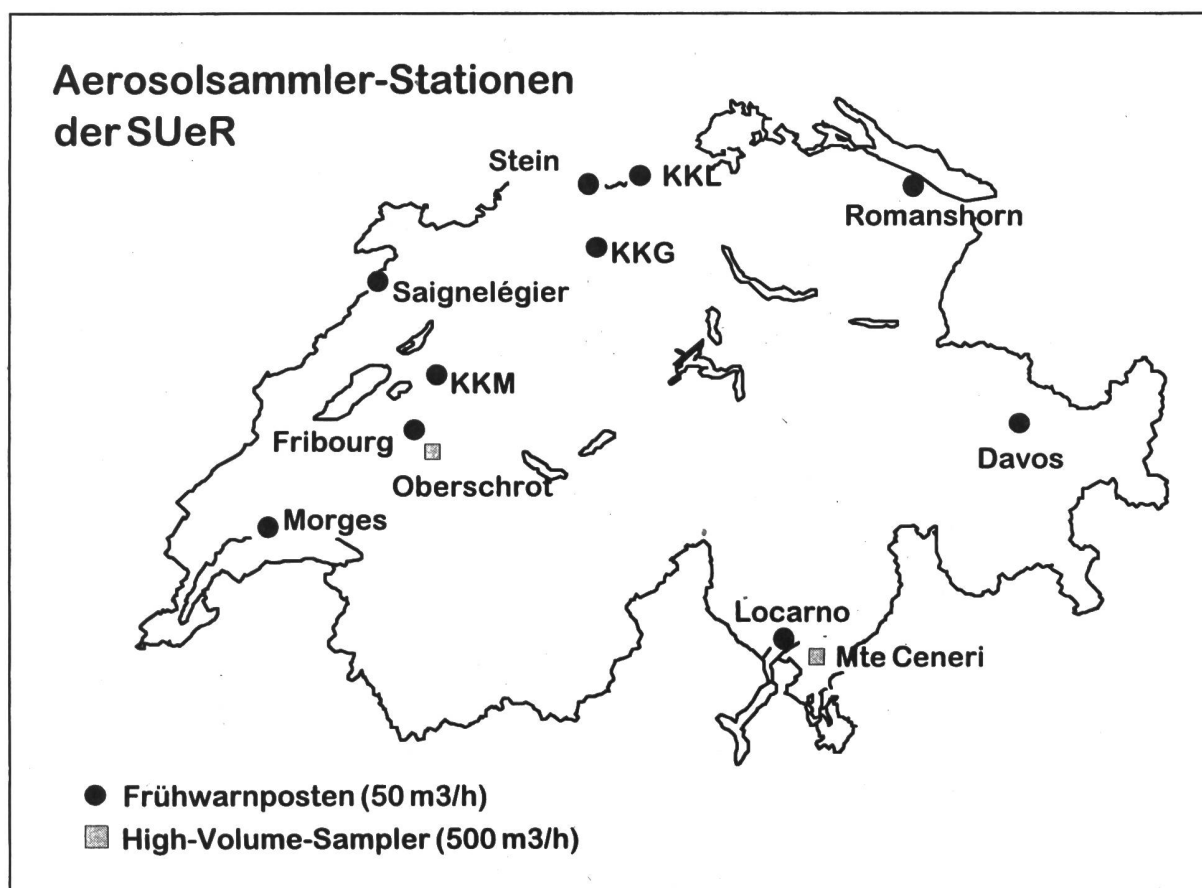 Aerosolsammler-Stationen
der SUeR
Stein
KKL
Romanshorn
KKG
Saignelégier
KKM
Fribourg
Oberschrot
Davos
Morges
Locarno
Mte Ceneri
Frühwarnposten (50 m3/h)
High-Volume-Sampler (500 m3/h)